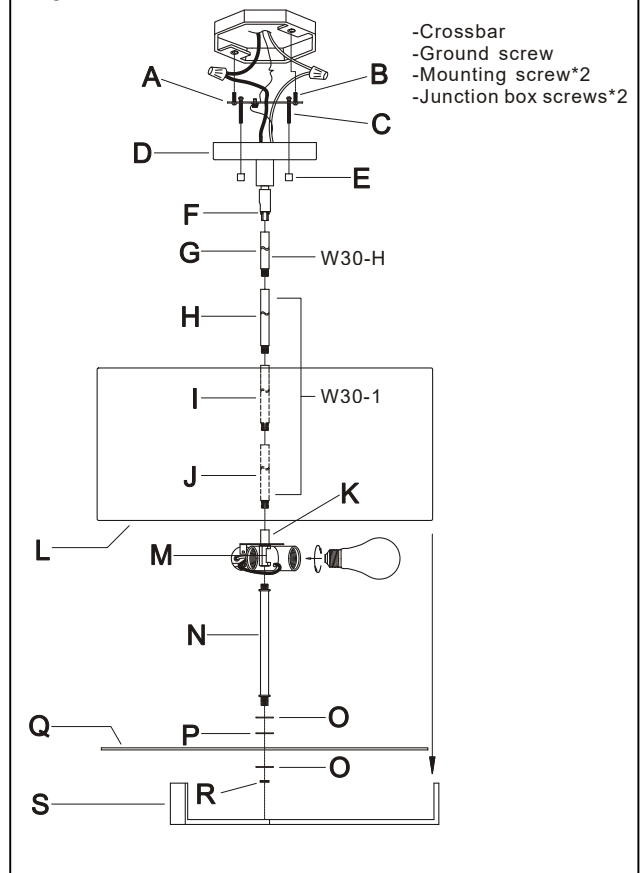 -Crossbar
-Ground screw
-Mounting screw*2
-Junction box screws*2
A
B
C
D
E
F
G
W30-H
H
I
W30-1
J
K
L
M
N
O
P
Q
O
R
S